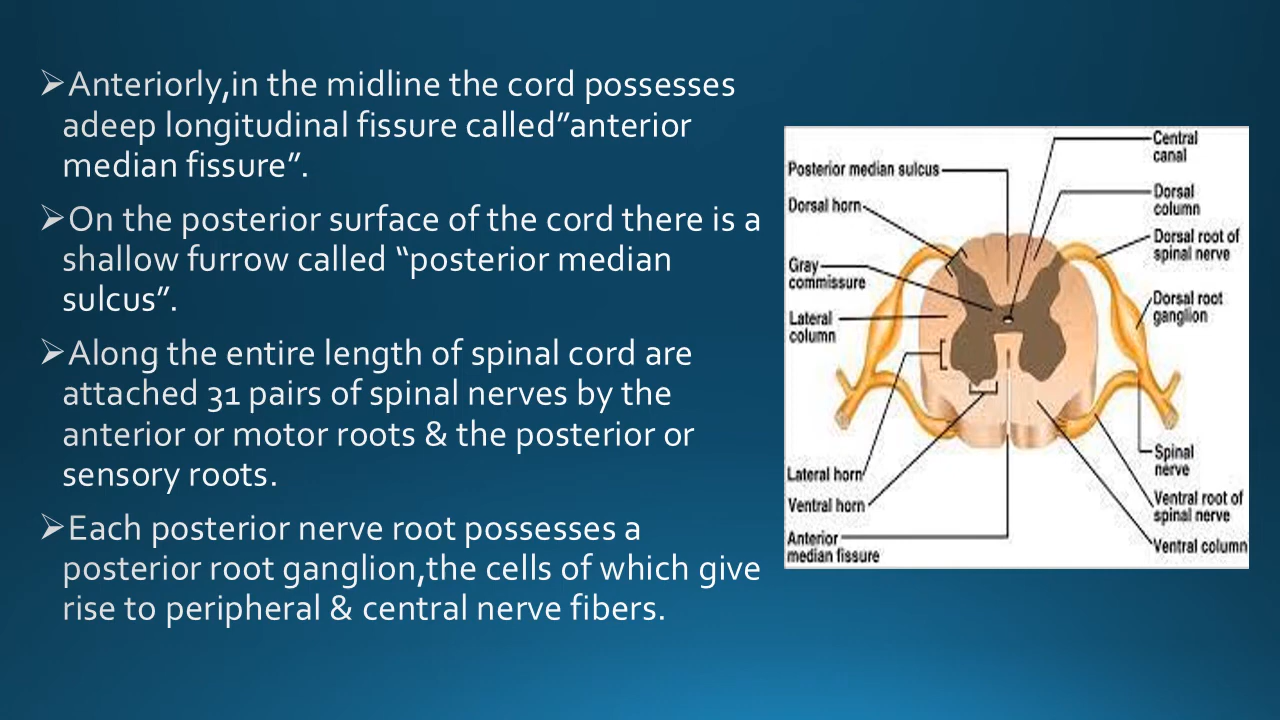 ➢Anteriorly,in the midline the cord possesses
adeep longitudinal fissure called”anterior
median fissure”.
➢On the posterior surface of the cord there is a
shallow furrow called “posterior median
sulcus”.
➢Along the entire length of spinal cord are
attached 31 pairs of spinal nerves by the
anterior or motor roots & the posterior or
sensory roots.
➢Each posterior nerve root possesses a
posterior root ganglion,the cells of which give
rise to peripheral & central nerve fibers.
Posterior median sulcus
Dorsal horn
Gray
commissure
Lateral
column
Lateral horn
Ventral horn
Anterior
median fissure
Central
canal
Dorsal
column
Dorsal root of
spinal nerve
Dorsal root
ganglion
Spinal
nerve
Ventral root of
spinal nerve
Ventral column